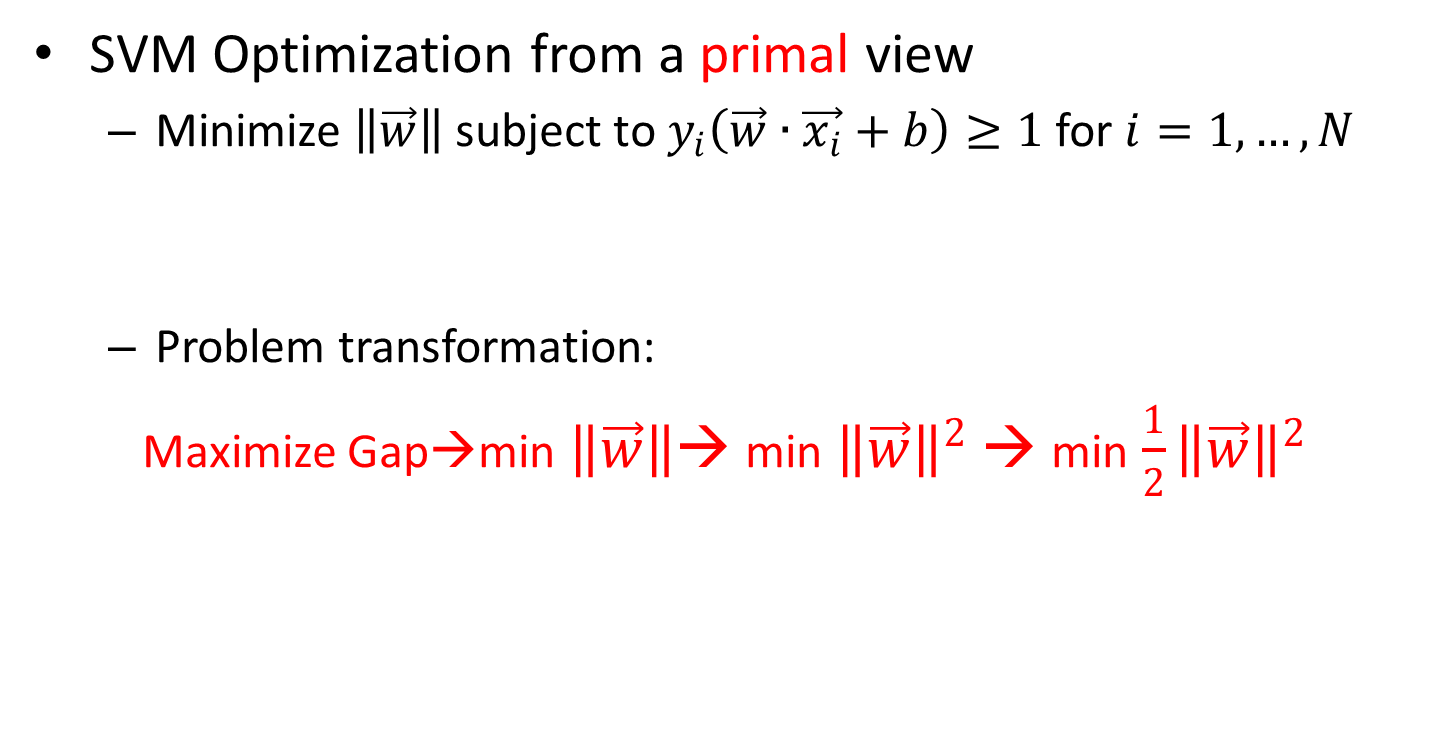 • SVM Optimization from a primal view
– Minimize ‖w⃗‖ subject to yᵢ(w⃗ · x⃗ᵢ + b) ≥ 1 for i = 1, … , N
– Problem transformation:
Maximize Gap→min ‖w⃗‖→ min ‖w⃗‖² → min ½‖w⃗‖²